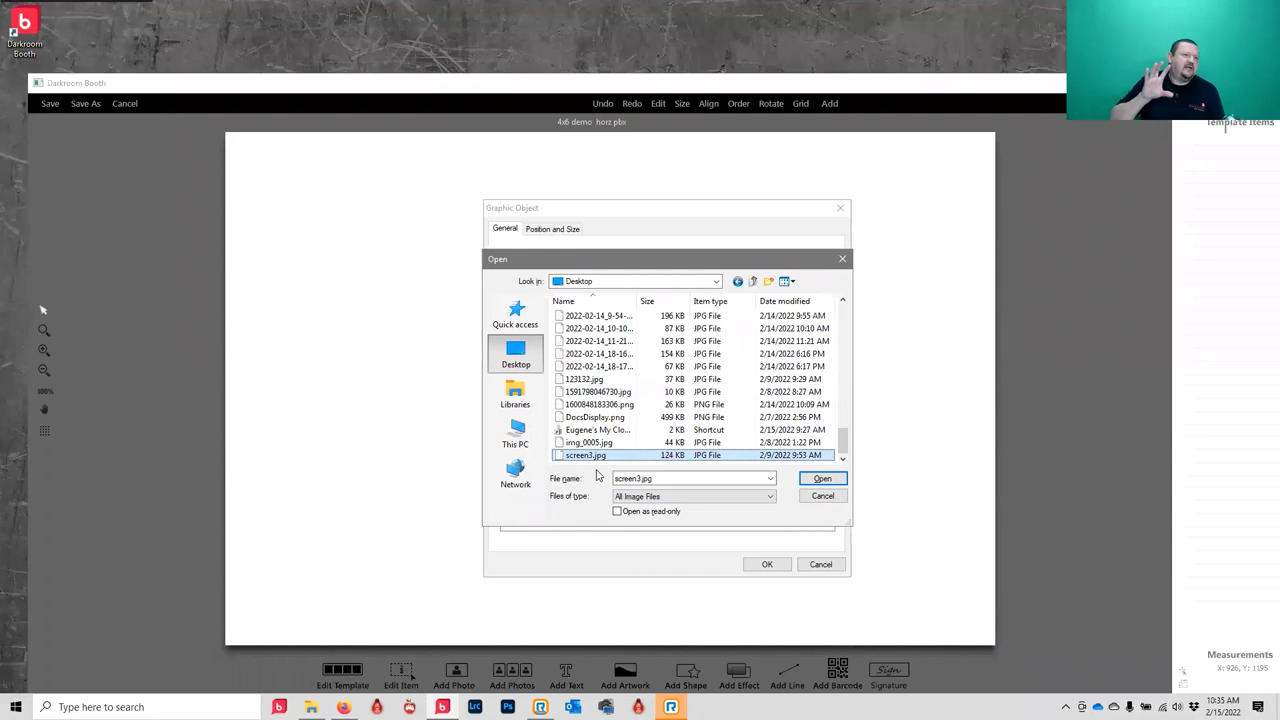 Darkroom
Booth
Darkroom Booth
Save Save As Cancel Undo Redo Edit Size Align Order Rotate Grid Add
4x6 demo horz pbx
Template Items
Graphic Object
General Position and Size
Open
Look in: Desktop
Name Size Item type Date modified
2022-02-14_9-54-... 196 KB JPG File 2/14/2022 9:55 AM
2022-02-14_10-10... 87 KB JPG File 2/14/2022 10:10 AM
2022-02-14_11-21... 163 KB JPG File 2/14/2022 11:21 AM
2022-02-14_18-16... 154 KB JPG File 2/14/2022 6:16 PM
2022-02-14_18-17... 67 KB JPG File 2/14/2022 6:17 PM
123132.jpg 37 KB JPG File 2/9/2022 9:29 AM
1591798046730.jpg 10 KB JPG File 2/8/2022 8:27 AM
1600848183306.png 26 KB PNG File 2/14/2022 10:09 AM
DocsDisplay.png 499 KB PNG File 2/7/2022 2:56 PM
Eugene's My Clo... 2 KB Shortcut 2/15/2022 9:27 AM
img_0005.jpg 44 KB JPG File 2/8/2022 1:22 PM
screen3.jpg 124 KB JPG File 2/9/2022 9:53 AM
Quick access
Desktop
Libraries
This PC
Network
File name: screen3.jpg Open
Files of type: All Image Files Cancel
Open as read-only
OK Cancel
100%
Measurements
X: 926, Y: 1195
Sign
Edit Template Edit Item Add Photo Add Photos Add Text Add Artwork Add Shape Add Effect Add Line Add Barcode Signature
Type here to search
Lrc
Ps
10:35 AM
2/15/2022